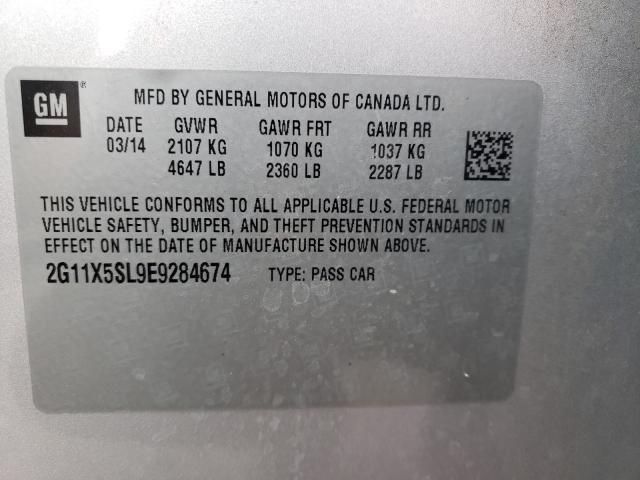 GM ®
MFD BY GENERAL MOTORS OF CANADA LTD.
DATE GVWR GAWR FRT GAWR RR
03/14 2107 KG 1070 KG 1037 KG
4647 LB 2360 LB 2287 LB
THIS VEHICLE CONFORMS TO ALL APPLICABLE U.S. FEDERAL MOTOR
VEHICLE SAFETY, BUMPER, AND THEFT PREVENTION STANDARDS IN
EFFECT ON THE DATE OF MANUFACTURE SHOWN ABOVE.
2G11X5SL9E9284674 TYPE: PASS CAR